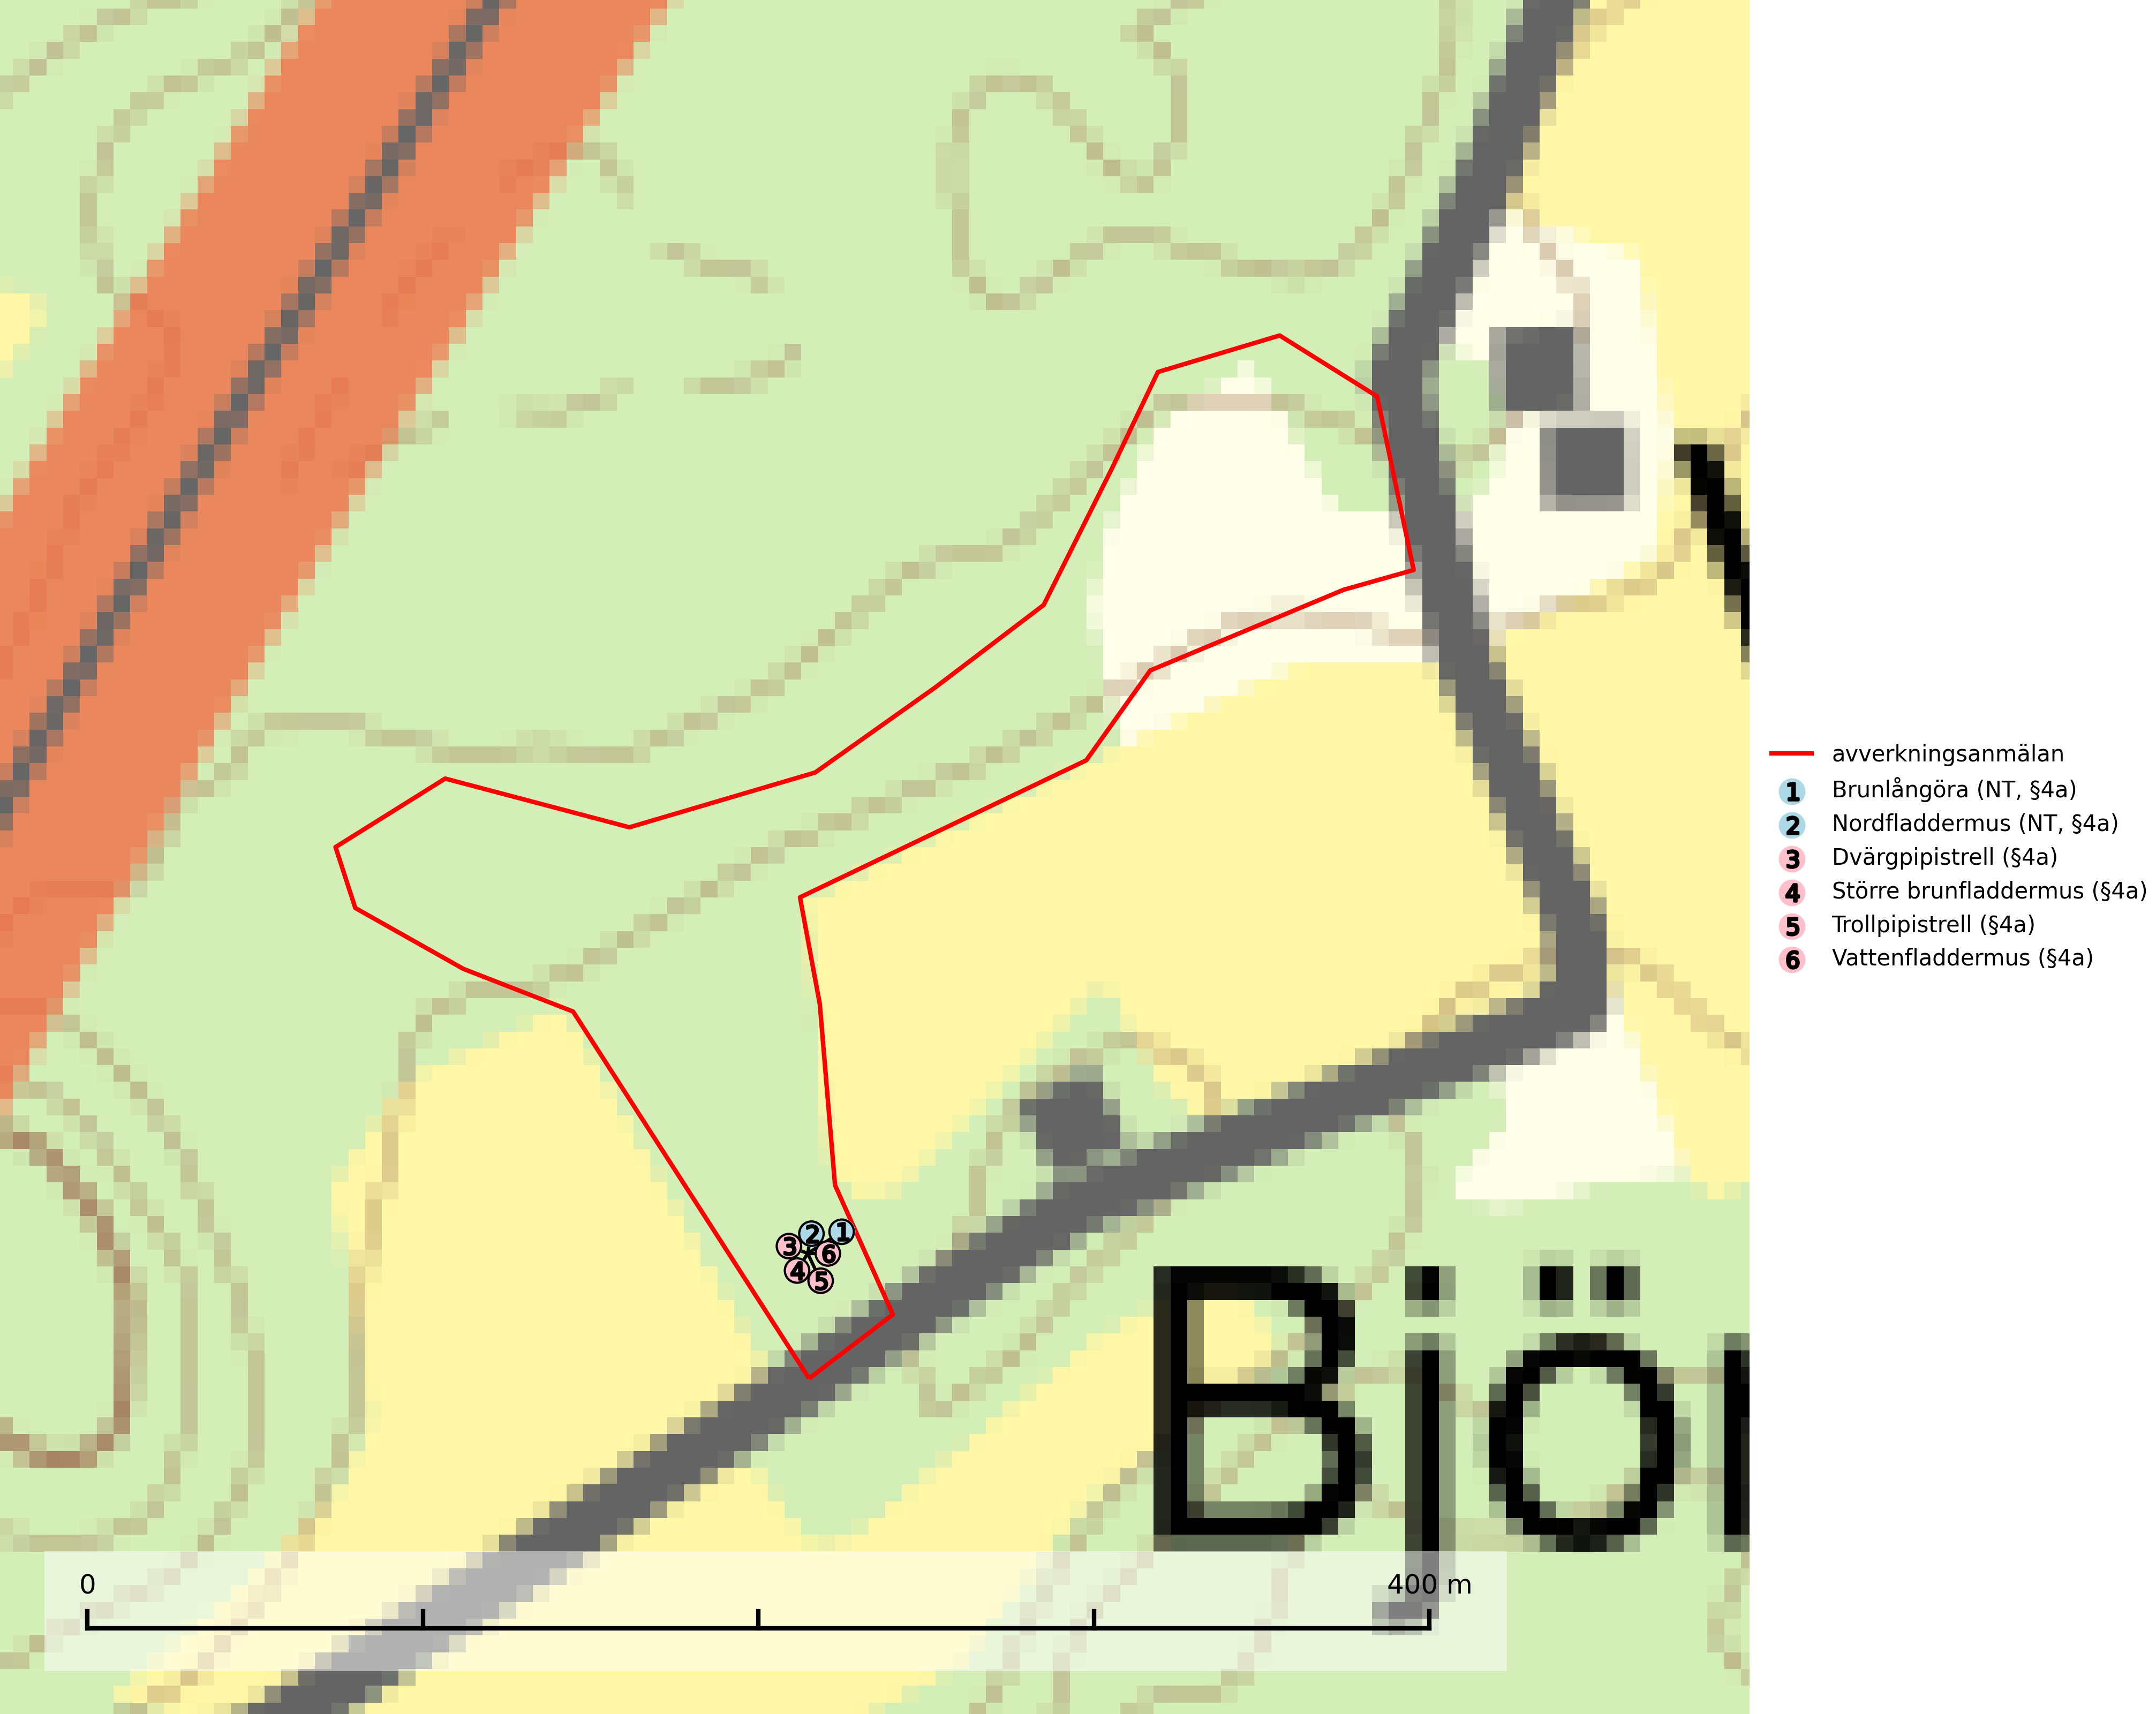 avverkningsanmälan
1 Brunlångöra (NT, §4a)
2 Nordfladdermus (NT, §4a)
3 Dvärgpipistrell (§4a)
4 Större brunfladdermus (§4a)
5 Trollpipistrell (§4a)
6 Vattenfladdermus (§4a)
2 1
3 6
4 5
Bjö
0 400 m